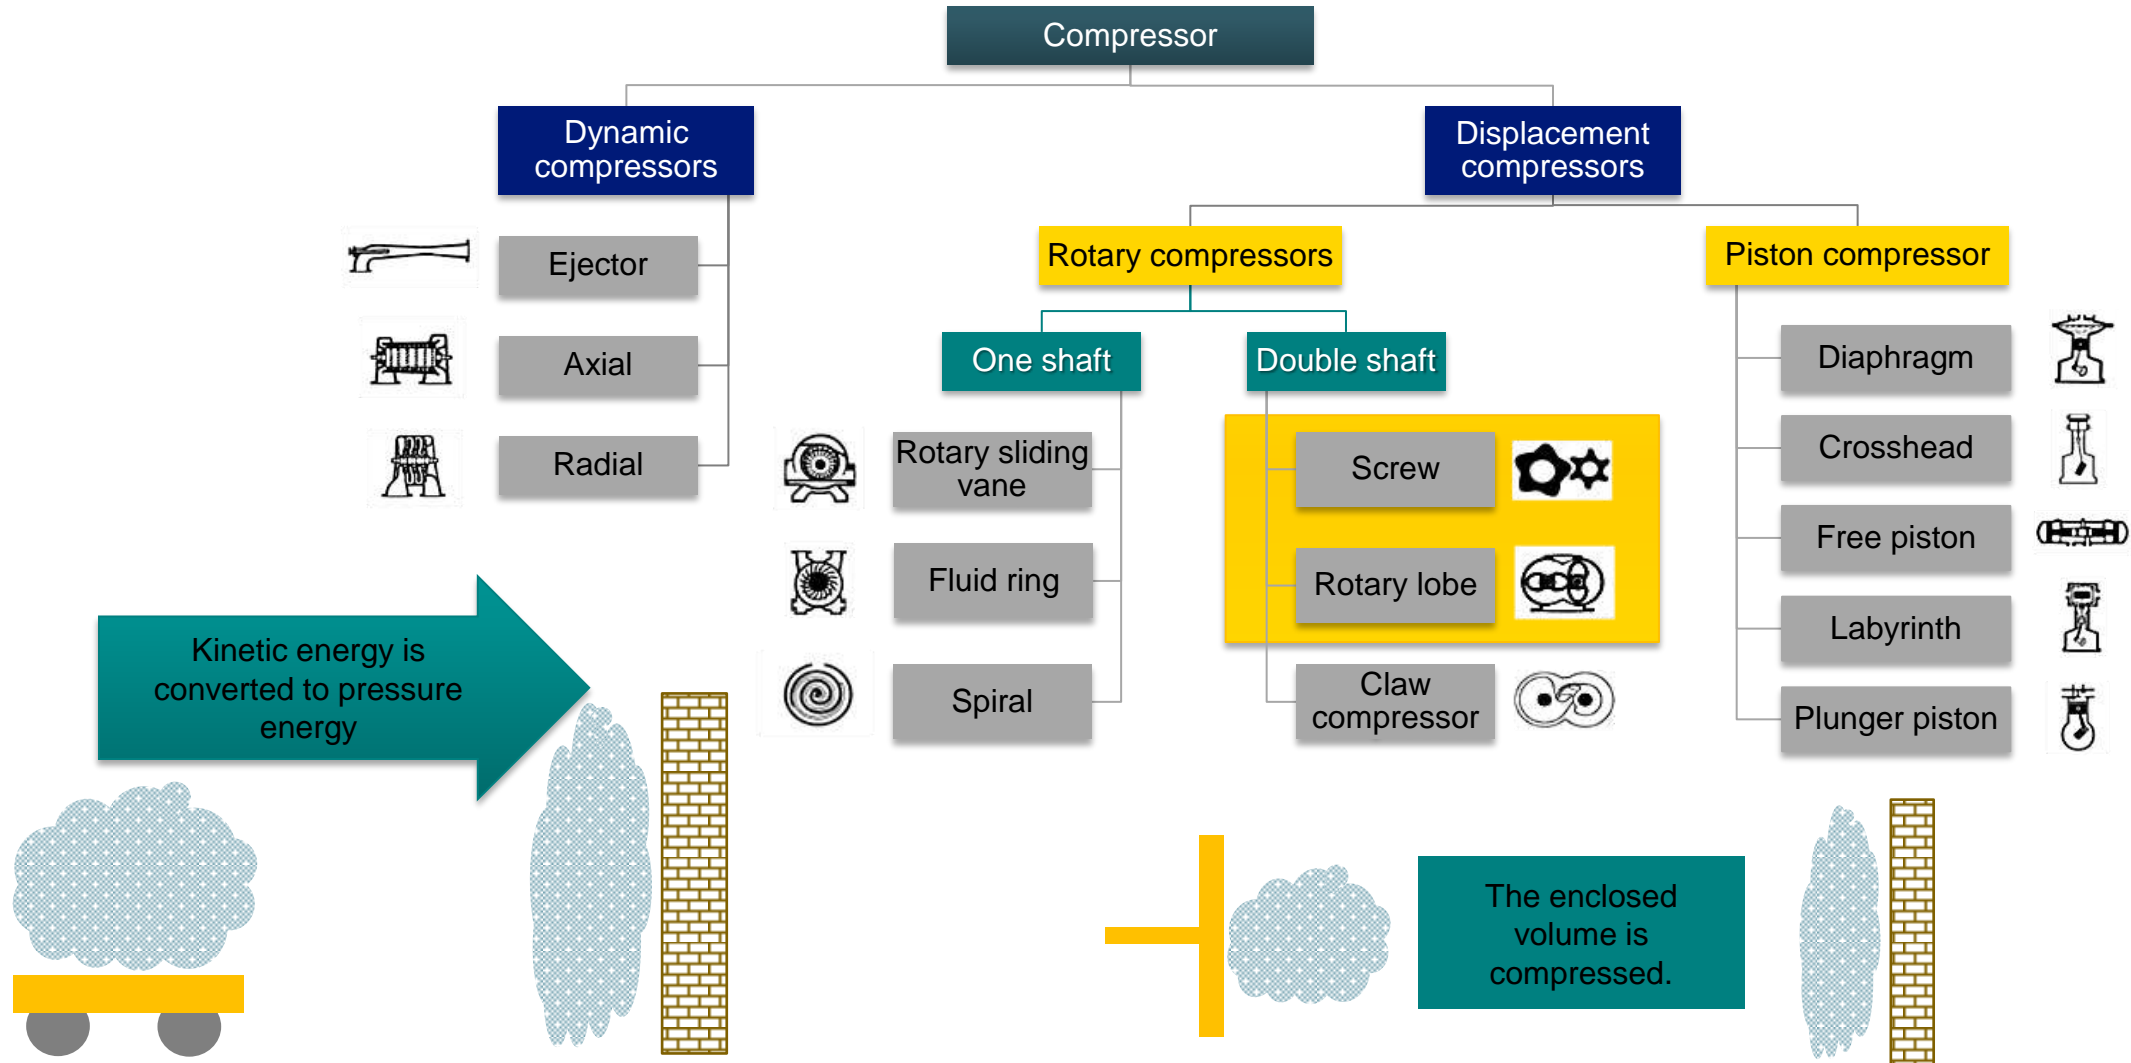 Compressor
Dynamic
compressors
Displacement
compressors
Ejector
Axial
Radial
Rotary compressors
Piston compressor
One shaft
Double shaft
Rotary sliding
vane
Fluid ring
Spiral
Screw
Rotary lobe
Claw
compressor
Diaphragm
Crosshead
Free piston
Labyrinth
Plunger piston
Kinetic energy is
converted to pressure
energy
The enclosed
volume is
compressed.